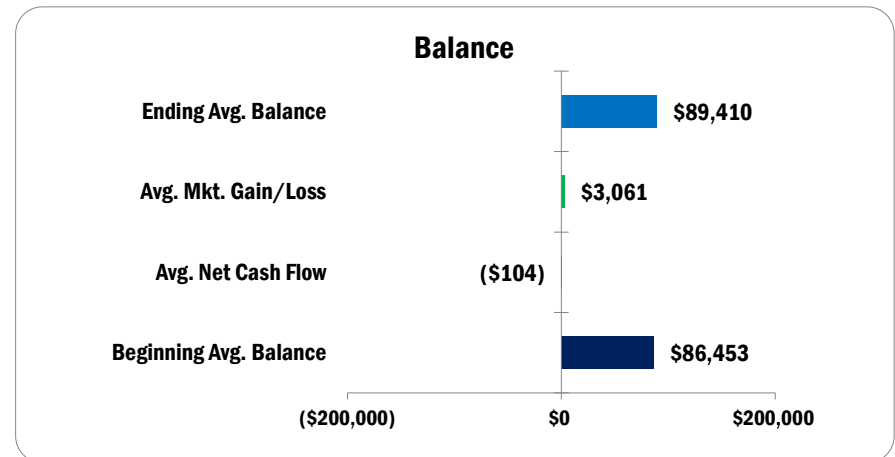 Balance
Ending Avg. Balance $89,410
Avg. Mkt. Gain/Loss $3,061
Avg. Net Cash Flow ($104)
Beginning Avg. Balance $86,453
($200,000) $0 $200,000